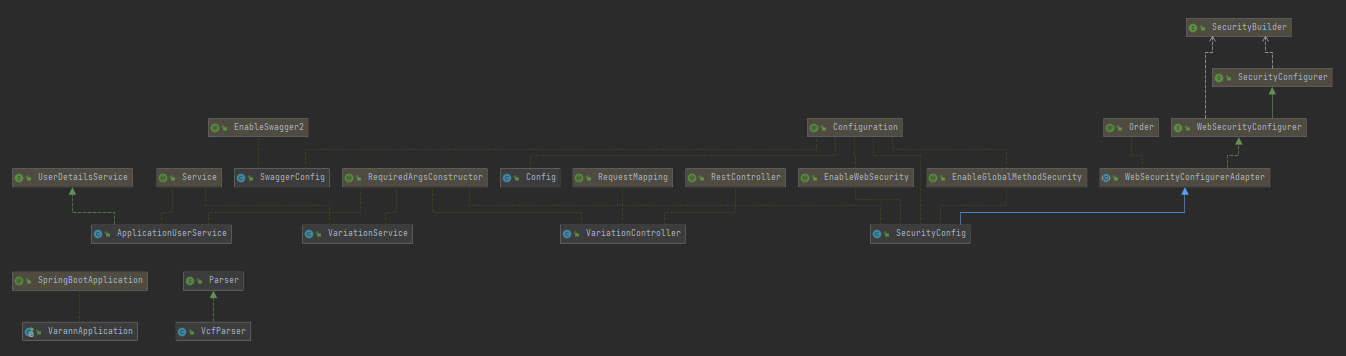 SecurityBuilder
SecurityConfigurer
EnableSwagger2
Configuration
Order
WebSecurityConfigurer
UserDetailsService
Service
SwaggerConfig
RequiredArgsConstructor
Config
RequestMapping
RestController
EnableWebSecurity
EnableGlobalMethodSecurity
WebSecurityConfigurerAdapter
ApplicationUserService
VariationService
VariationController
SecurityConfig
SpringBootApplication
Parser
VarannApplication
VcfParser